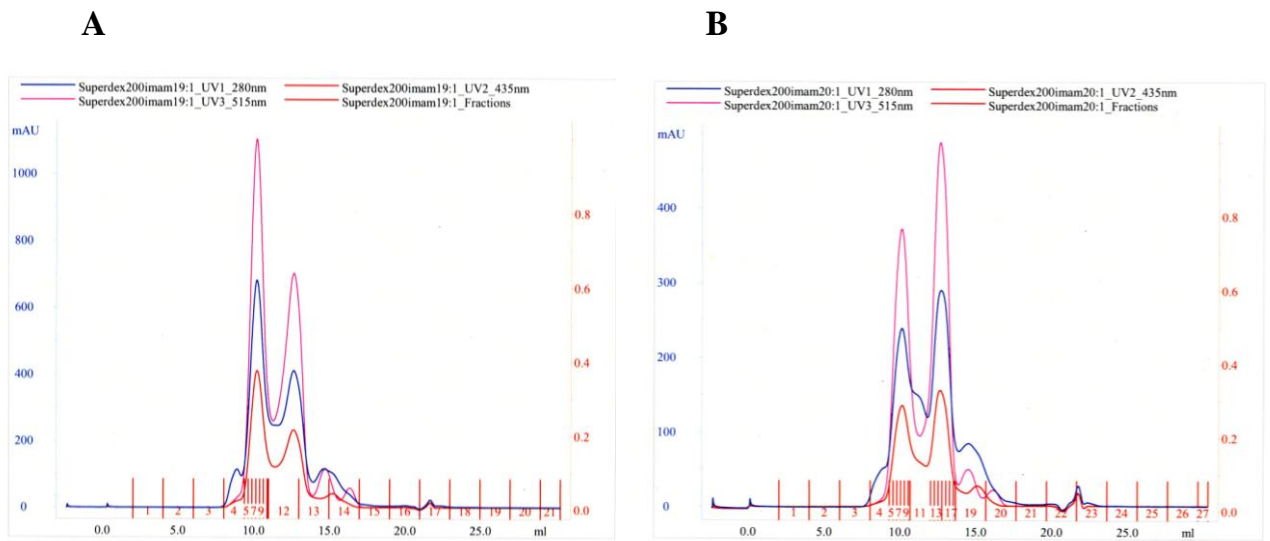 A
B
Superdex200imam19:1_UV1_280nm Superdex200imam19:1_UV2_435nm
Superdex200imam19:1_UV3_515nm Superdex200imam19:1_Fractions
mAU
1000
800
600
400
200
0
0.8
0.6
0.4
0.2
0.0
2 3 4 5 7 9 12 13 14 15 16 17 18 19 20 21
0.0 5.0 10.0 15.0 20.0 25.0 ml
Superdex200imam20:1_UV1_280nm Superdex200imam20:1_UV2_435nm
Superdex200imam20:1_UV3_515nm Superdex200imam20:1_Fractions
mAU
400
300
200
100
0
0.8
0.6
0.4
0.2
0.0
1 2 3 4 5 7 9 11 13 17 19 20 21 22 23 24 25 26 27
0.0 5.0 10.0 15.0 20.0 25.0 ml